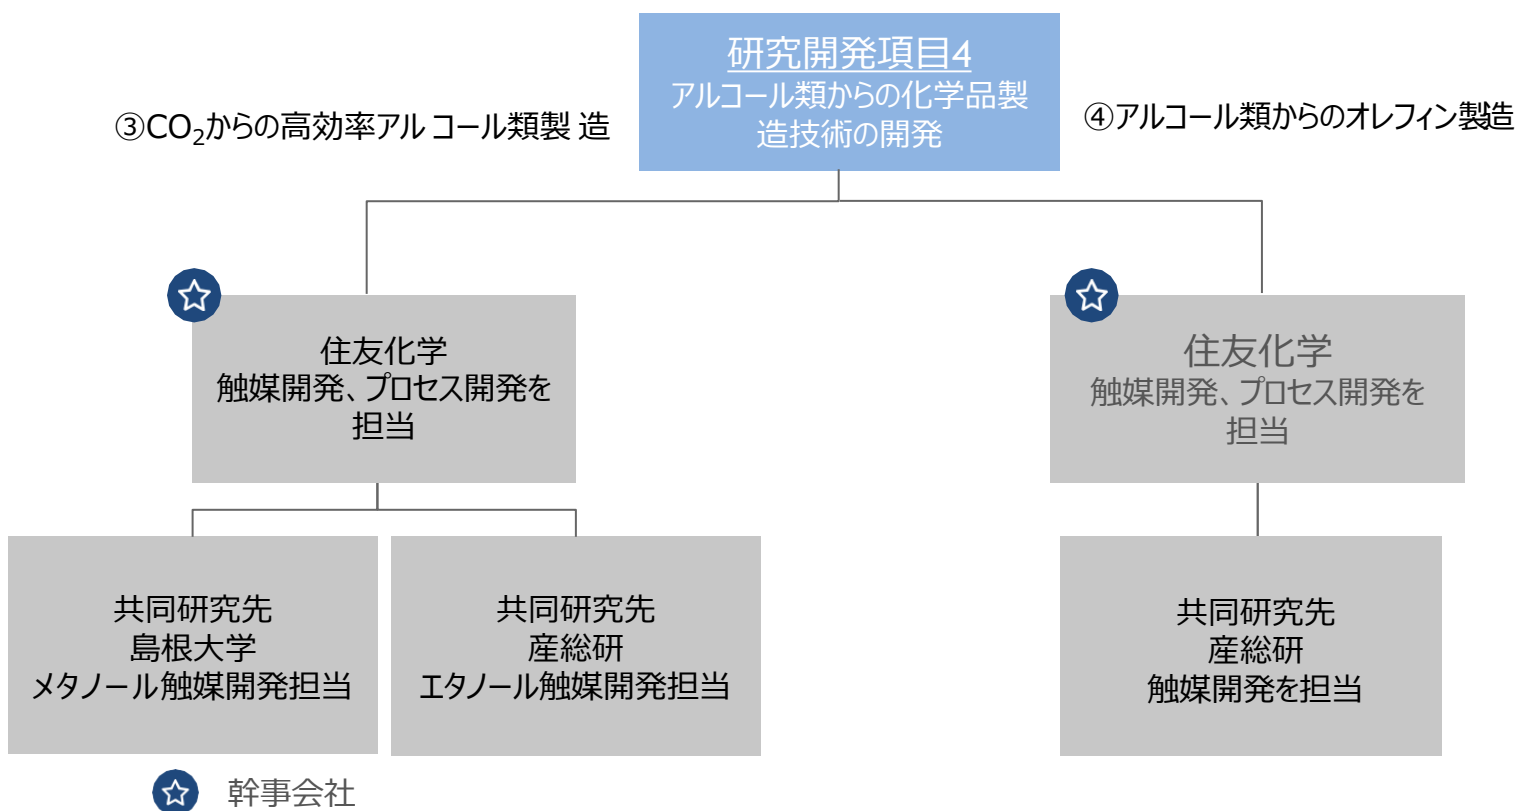 研究開発項目4
アルコール類からの化学品製
造技術の開発
③CO₂からの高効率アルコール類製 造
④アルコール類からのオレフィン製造
住友化学
触媒開発、プロセス開発を
担当
住友化学
触媒開発、プロセス開発を
担当
共同研究先
島根大学
メタノール触媒開発担当
共同研究先
産総研
エタノール触媒開発担当
共同研究先
産総研
触媒開発を担当
幹事会社